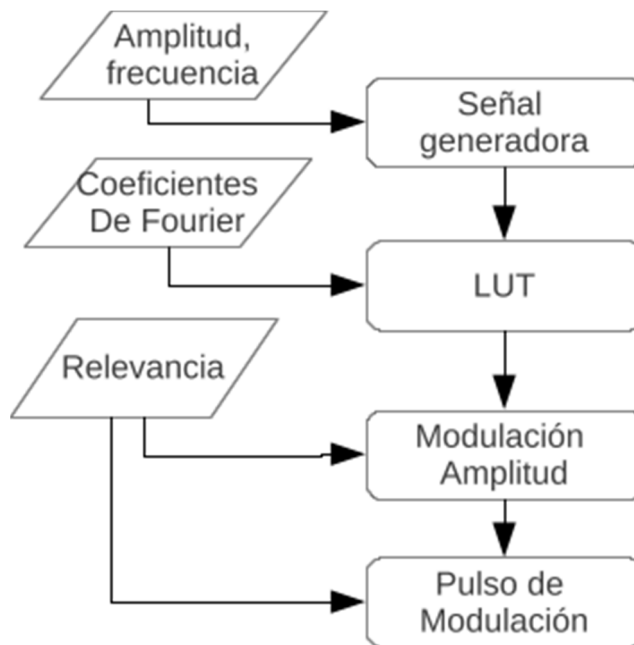 Amplitud,
frecuencia
Señal
generadora
Coeficientes
De Fourier
LUT
Relevancia
Modulación
Amplitud
Pulso de
Modulación